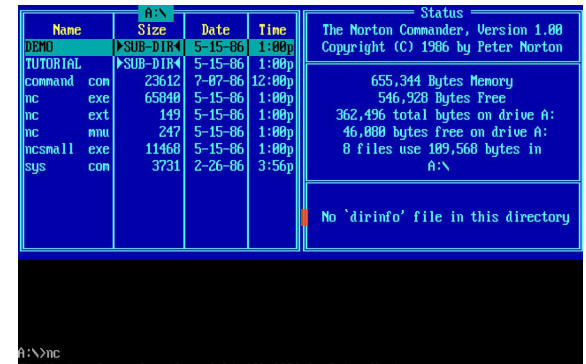 A:\
Name Size Date Time
DEMO ►SUB-DIR◄ 5-15-86 1:00p
TUTORIAL ►SUB-DIR◄ 5-15-86 1:00p
command com 23612 7-07-86 12:00p
nc exe 65840 5-15-86 1:00p
nc ext 149 5-15-86 1:00p
nc mnu 247 5-15-86 1:00p
ncsmall exe 11468 5-15-86 1:00p
sys com 3731 2-26-86 3:56p
Status
The Norton Commander, Version 1.00
Copyright (C) 1986 by Peter Norton
655,344 Bytes Memory
546,928 Bytes Free
362,496 total bytes on drive A:
46,080 bytes free on drive A:
8 files use 109,568 bytes in
A:\
No `dirinfo' file in this directory
A:\>nc